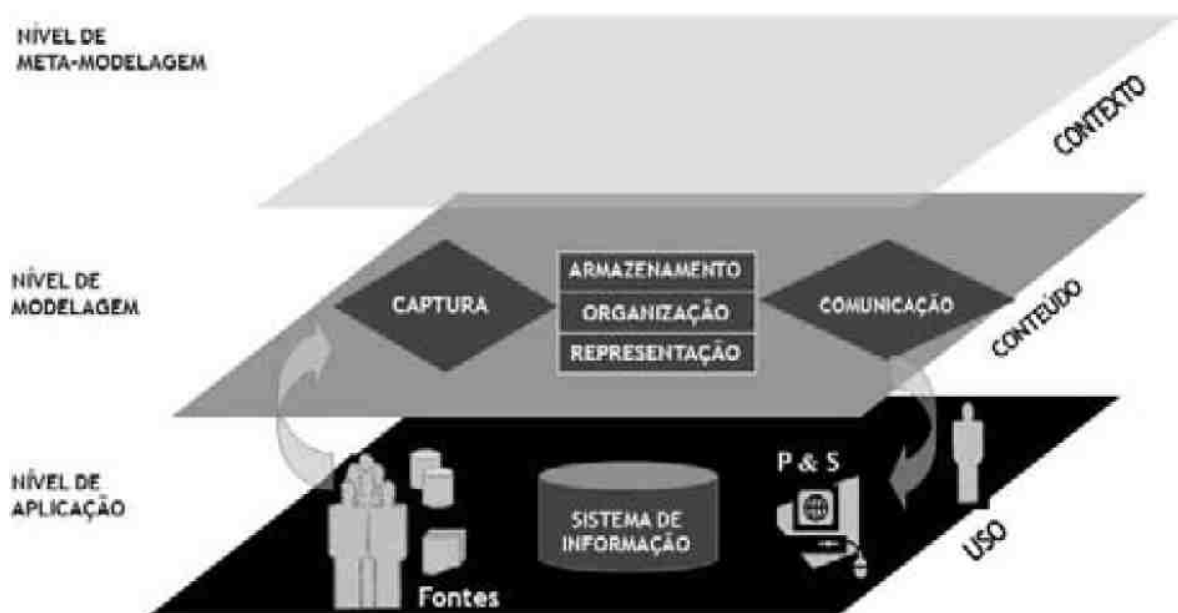 NÍVEL DE
META-MODELAGEM
CONTEXTO
NÍVEL DE
MODELAGEM
CAPTURA
ARMAZENAMENTO
ORGANIZAÇÃO
REPRESENTAÇÃO
COMUNICAÇÃO
CONTEÚDO
NÍVEL DE
APLICAÇÃO
Fontes
SISTEMA DE
INFORMAÇÃO
P & S
USO